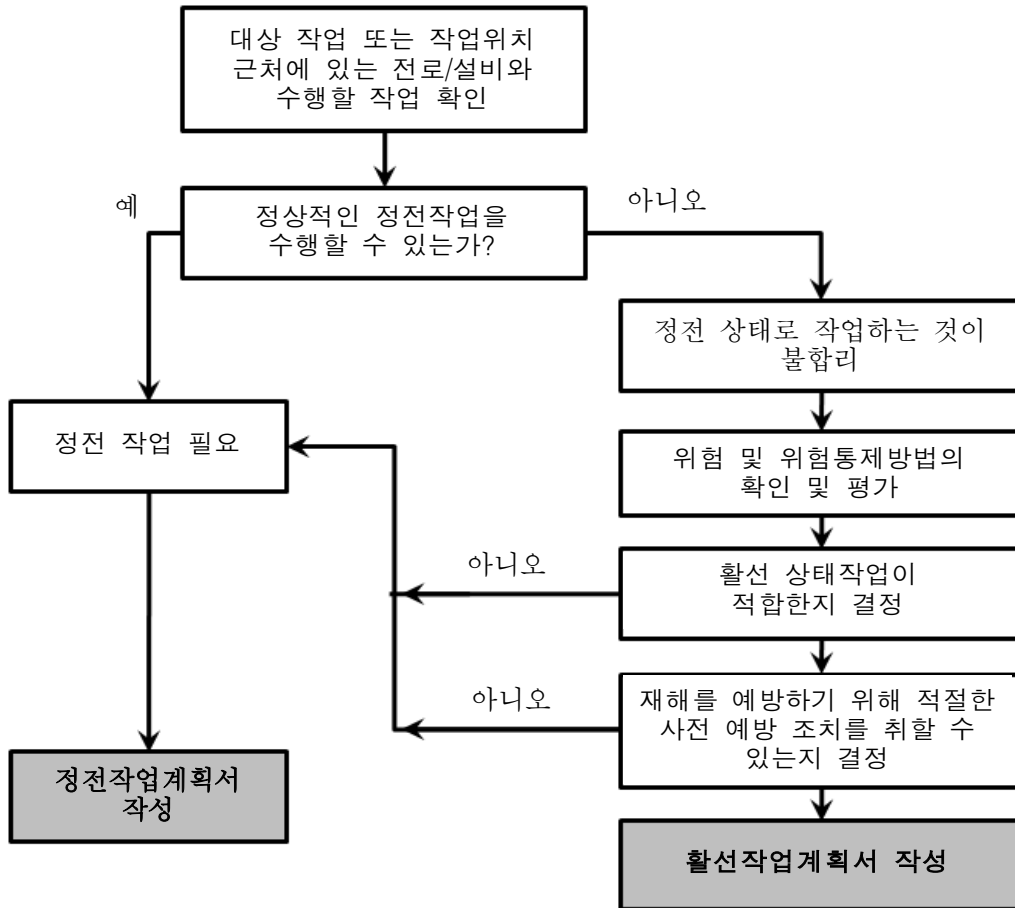 대상 작업 또는 작업위치
근처에 있는 전로/설비와
수행할 작업 확인
예
정상적인 정전작업을
수행할 수 있는가?
아니오
정전 상태로 작업하는 것이
불합리
정전 작업 필요
위험 및 위험통제방법의
확인 및 평가
아니오
활선 상태작업이
적합한지 결정
아니오
재해를 예방하기 위해 적절한
사전 예방 조치를 취할 수
있는지 결정
정전작업계획서
작성
활선작업계획서 작성